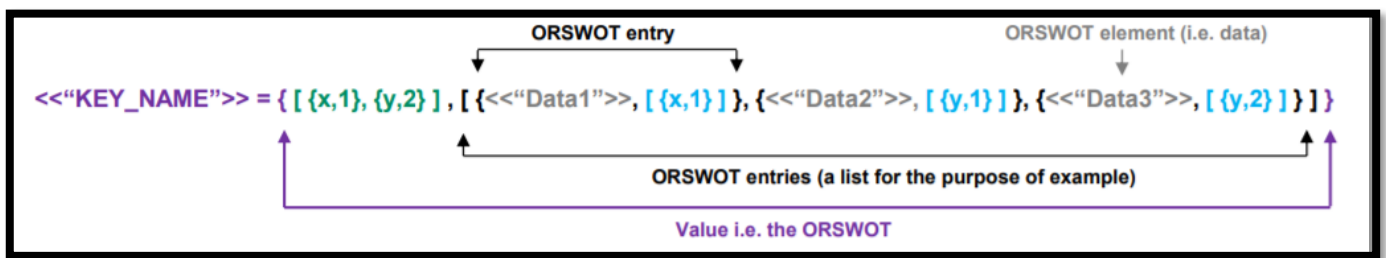 ORSWOT entry ORSWOT element (i.e. data)
<<“KEY_NAME”>> = { [ {x,1}, {y,2} ] , [ {<<“Data1”>>, [ {x,1} ] }, {<<“Data2”>>, [ {y,1} ] }, {<<“Data3”>>, [ {y,2} ] } ] }
ORSWOT entries (a list for the purpose of example)
Value i.e. the ORSWOT